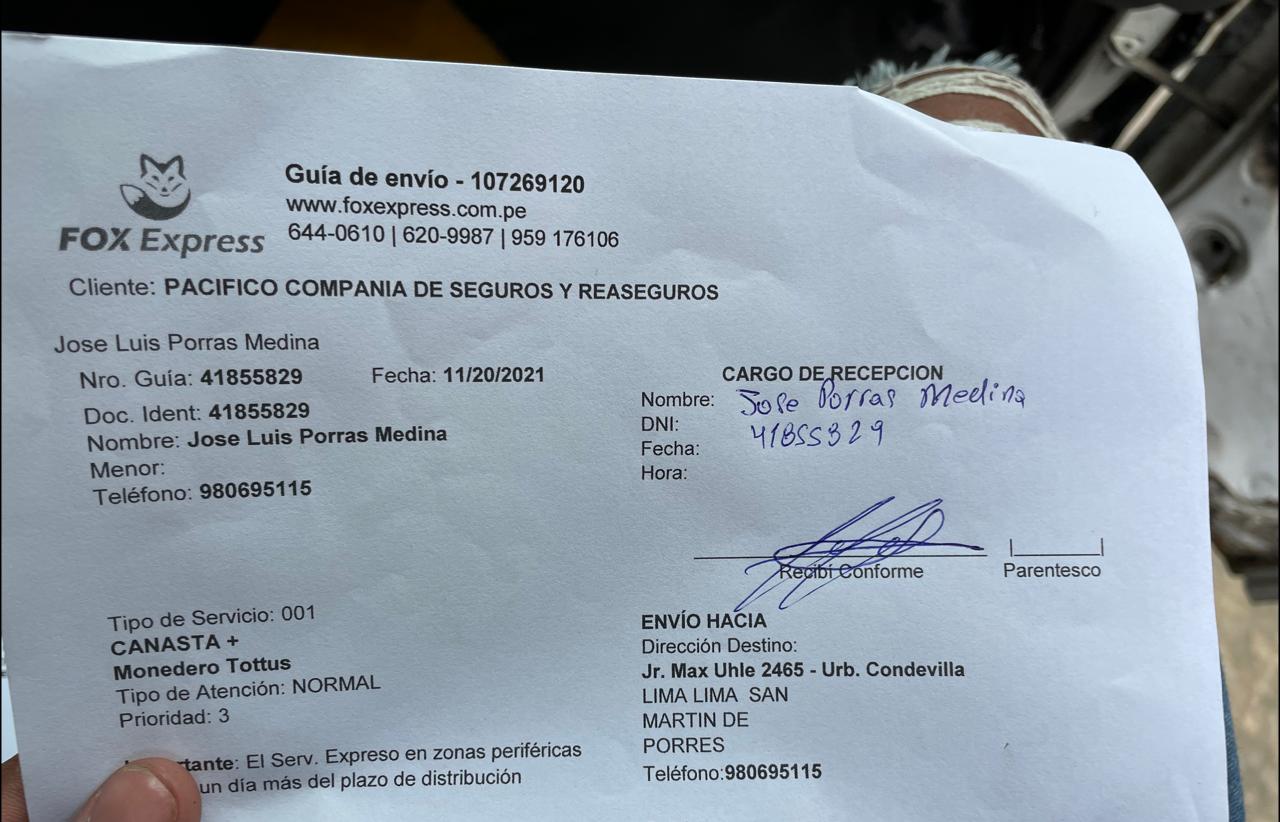 FOX Express
Guía de envío - 107269120
www.foxexpress.com.pe
644-0610 | 620-9987 | 959 176106
Cliente: PACIFICO COMPANIA DE SEGUROS Y REASEGUROS
Jose Luis Porras Medina
Nro. Guía: 41855829 Fecha: 11/20/2021
Doc. Ident: 41855829
Nombre: Jose Luis Porras Medina
Menor:
Teléfono: 980695115
CARGO DE RECEPCION
Nombre: Jose Porras Medina
DNI: 41855829
Fecha:
Hora:
Recibí Conforme
Parentesco
Tipo de Servicio: 001
CANASTA +
Monedero Tottus
Tipo de Atención: NORMAL
Prioridad: 3
tante: El Serv. Expreso en zonas periféricas
un día más del plazo de distribución
ENVÍO HACIA
Dirección Destino:
Jr. Max Uhle 2465 - Urb. Condevilla
LIMA LIMA SAN
MARTIN DE
PORRES
Teléfono:980695115